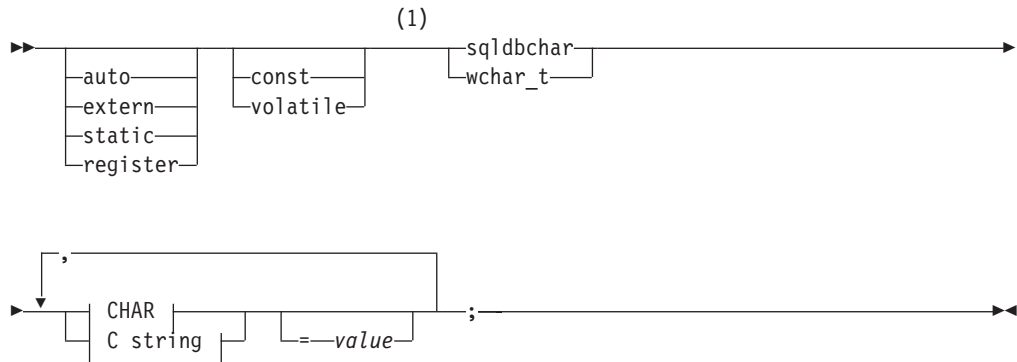 (1)
sqldbchar
auto const wchar_t
extern volatile
static
register
,
CHAR ;
C string = value